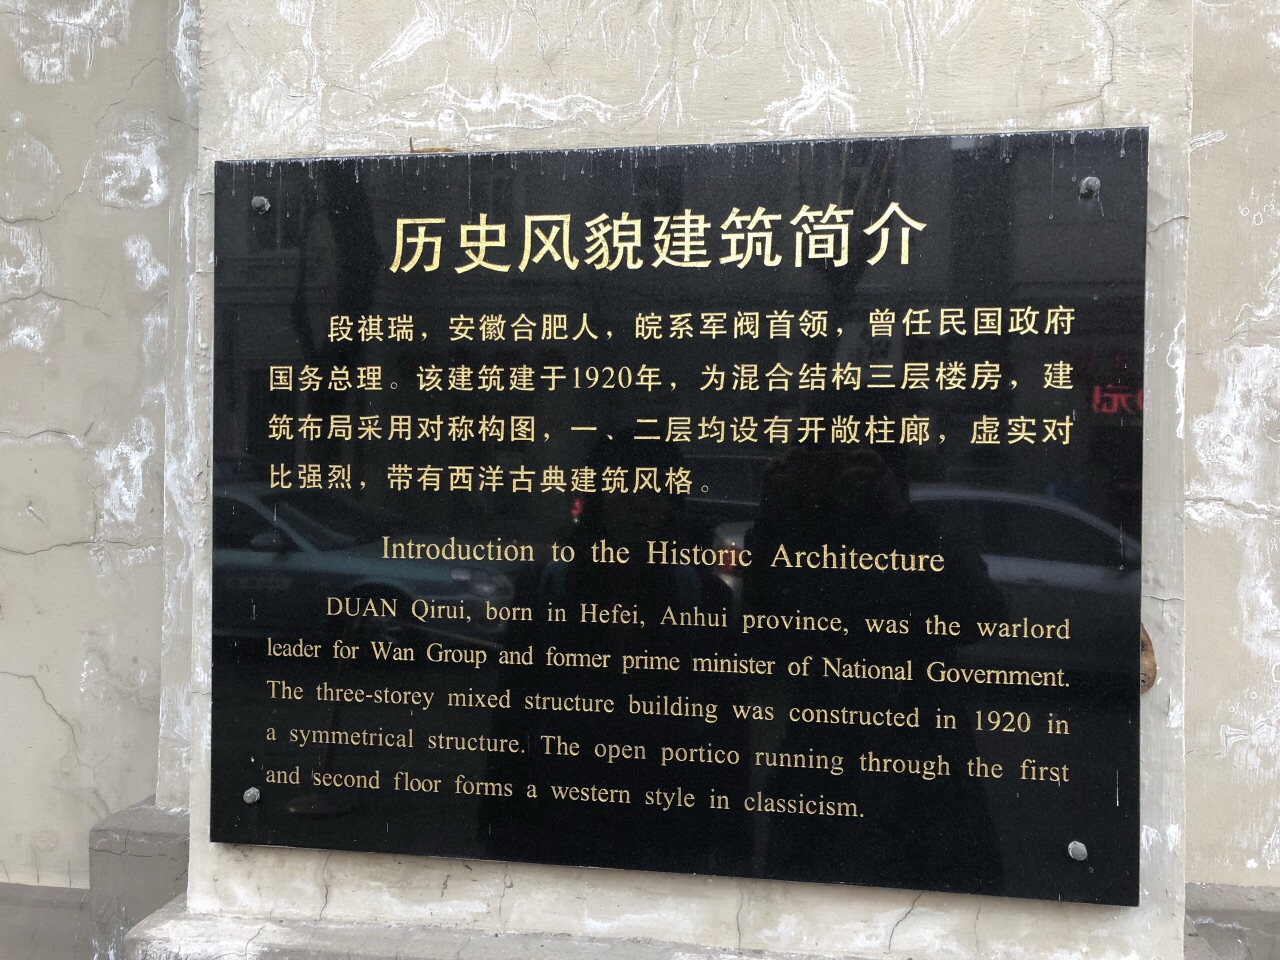 历史风貌建筑简介
段祺瑞，安徽合肥人，皖系军阀首领，曾任民国政府
国务总理。该建筑建于1920年，为混合结构三层楼房，建
筑布局采用对称构图，一、二层均设有开敞柱廊，虚实对
比强烈，带有西洋古典建筑风格。
Introduction to the Historic Architecture
DUAN Qirui, born in Hefei, Anhui province, was the warlord
leader for Wan Group and former prime minister of National Government.
The three-storey mixed structure building was constructed in 1920 in
a symmetrical structure. The open portico running through the first
and second floor forms a western style in classicism.